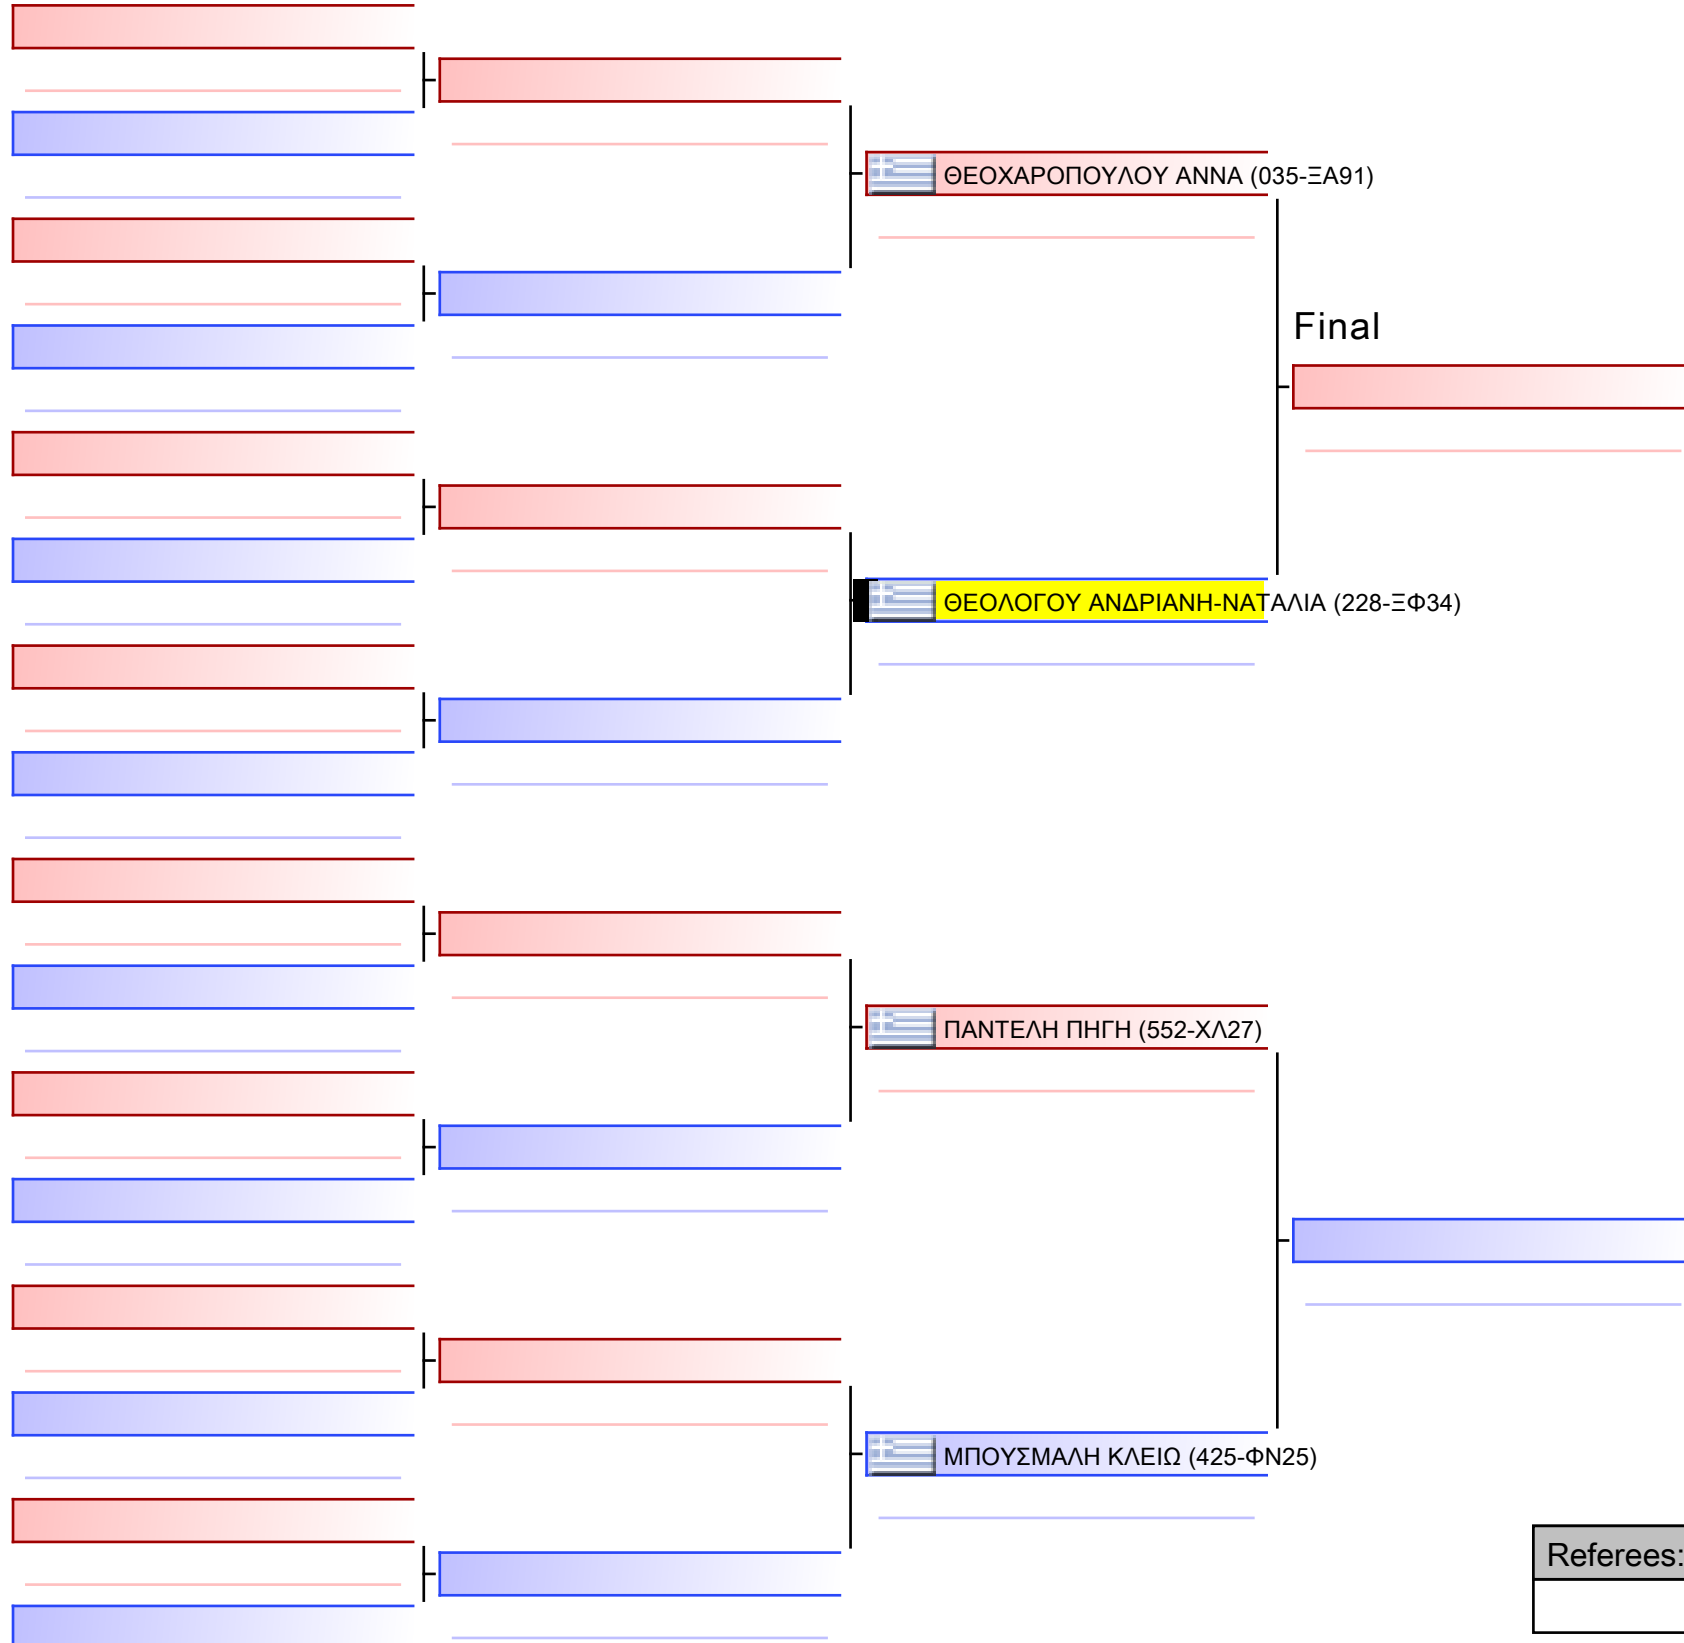 ΘΕΟΧΑΡΟΠΟΥΛΟΥ ΑΝΝΑ (035-ΞΑ91)
Final
ΘΕΟΛΟΓΟΥ ΑΝΔΡΙΑΝΗ-ΝΑΤΑΛΙΑ (228-ΞΦ34)
ΠΑΝΤΕΛΗ ΠΗΓΗ (552-ΧΛ27)
ΜΠΟΥΣΜΑΛΗ ΚΛΕΙΩ (425-ΦΝ25)
Referees: